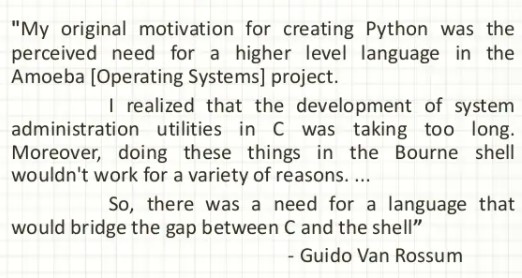 "My original motivation for creating Python was the
perceived need for a higher level language in the
Amoeba [Operating Systems] project.
I realized that the development of system
administration utilities in C was taking too long.
Moreover, doing these things in the Bourne shell
wouldn't work for a variety of reasons. ...
So, there was a need for a language that
would bridge the gap between C and the shell”
- Guido Van Rossum